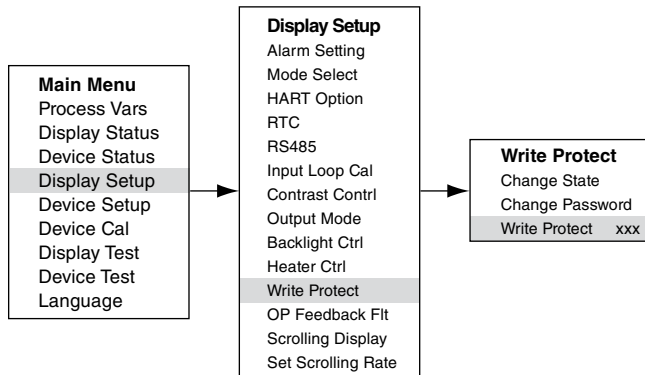 Main Menu
Process Vars
Display Status
Device Status
Display Setup
Device Setup
Device Cal
Display Test
Device Test
Language
Display Setup
Alarm Setting
Mode Select
HART Option
RTC
RS485
Input Loop Cal
Contrast Contrl
Output Mode
Backlight Ctrl
Heater Ctrl
Write Protect
OP Feedback Flt
Scrolling Display
Set Scrolling Rate
Write Protect
Change State
Change Password
Write Protect xxx